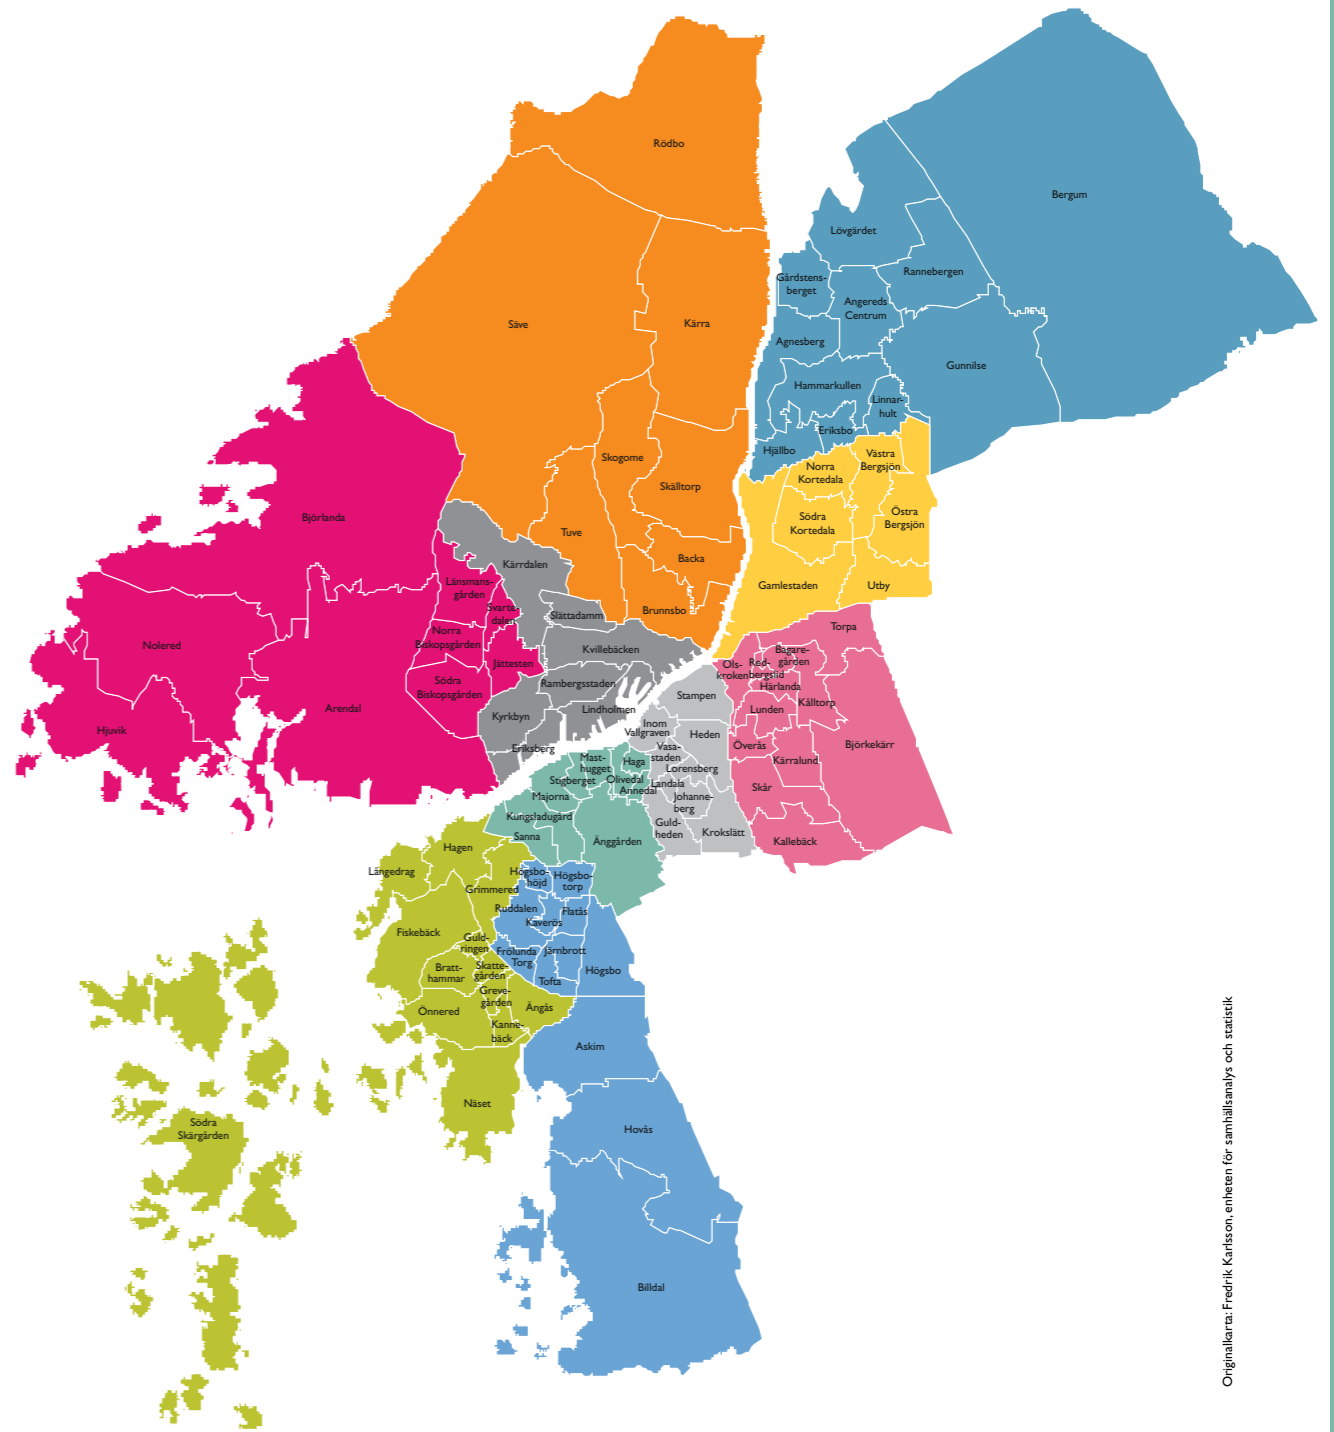 Rödbo
Bergum
Lövgärdet
Rannebergen
Gårdstens-
berget
Angereds
Centrum
Säve
Kärra
Agnesberg
Gunnilse
Hammarkullen
Linnar-
hult
Eriksbo
Hjällbo
Västra
Bergsjön
Skogome
Norra
Kortedala
Skälltorp
Björlanda
Södra
Kortedala
Östra
Bergsjön
Tuve
Backa
Kärrdalen
Gamlestaden
Utby
Länsmans-
gården
Svarte-
dalen
Slättadamm
Brunnsbo
Torpa
Nolered
Norra
Biskopsgården
Kvillebäcken
Bagare-
gården
Jättesten
Ols-
kroken
Red-
bergslid
Södra
Biskopsgården
Rambergsstaden
Härlanda
Stampen
Kålltorp
Arendal
Lindholmen
Lunden
Kyrkbyn
Hjuvik
Inom
Vallgraven
Heden
Björkekärr
Eriksberg
Vasa-
staden
Överås
Mast-
hugget
Haga
Lorensberg
Kärralund
Stigberget
Olivedal
Annedal
Landala
Skår
Majorna
Johanne-
berg
Kungsladugård
Guld-
heden
Krokslätt
Sanna
Änggården
Kallebäck
Hagen
Långedrag
Högsbo-
höjd
Högsbo-
torp
Grimmered
Ruddalen
Flatås
Kaverös
Fiskebäck
Guld-
ringen
Frölunda
Torg
Järnbrott
Bratt-
hammar
Skatte-
gården
Högsbo
Tofta
Greve-
gården
Önnered
Ängås
Kanne-
bäck
Askim
Näset
Södra
Skärgården
Hovås
Billdal
Originalkarta: Fredrik Karlsson, enheten för samhällsanalys och statistik